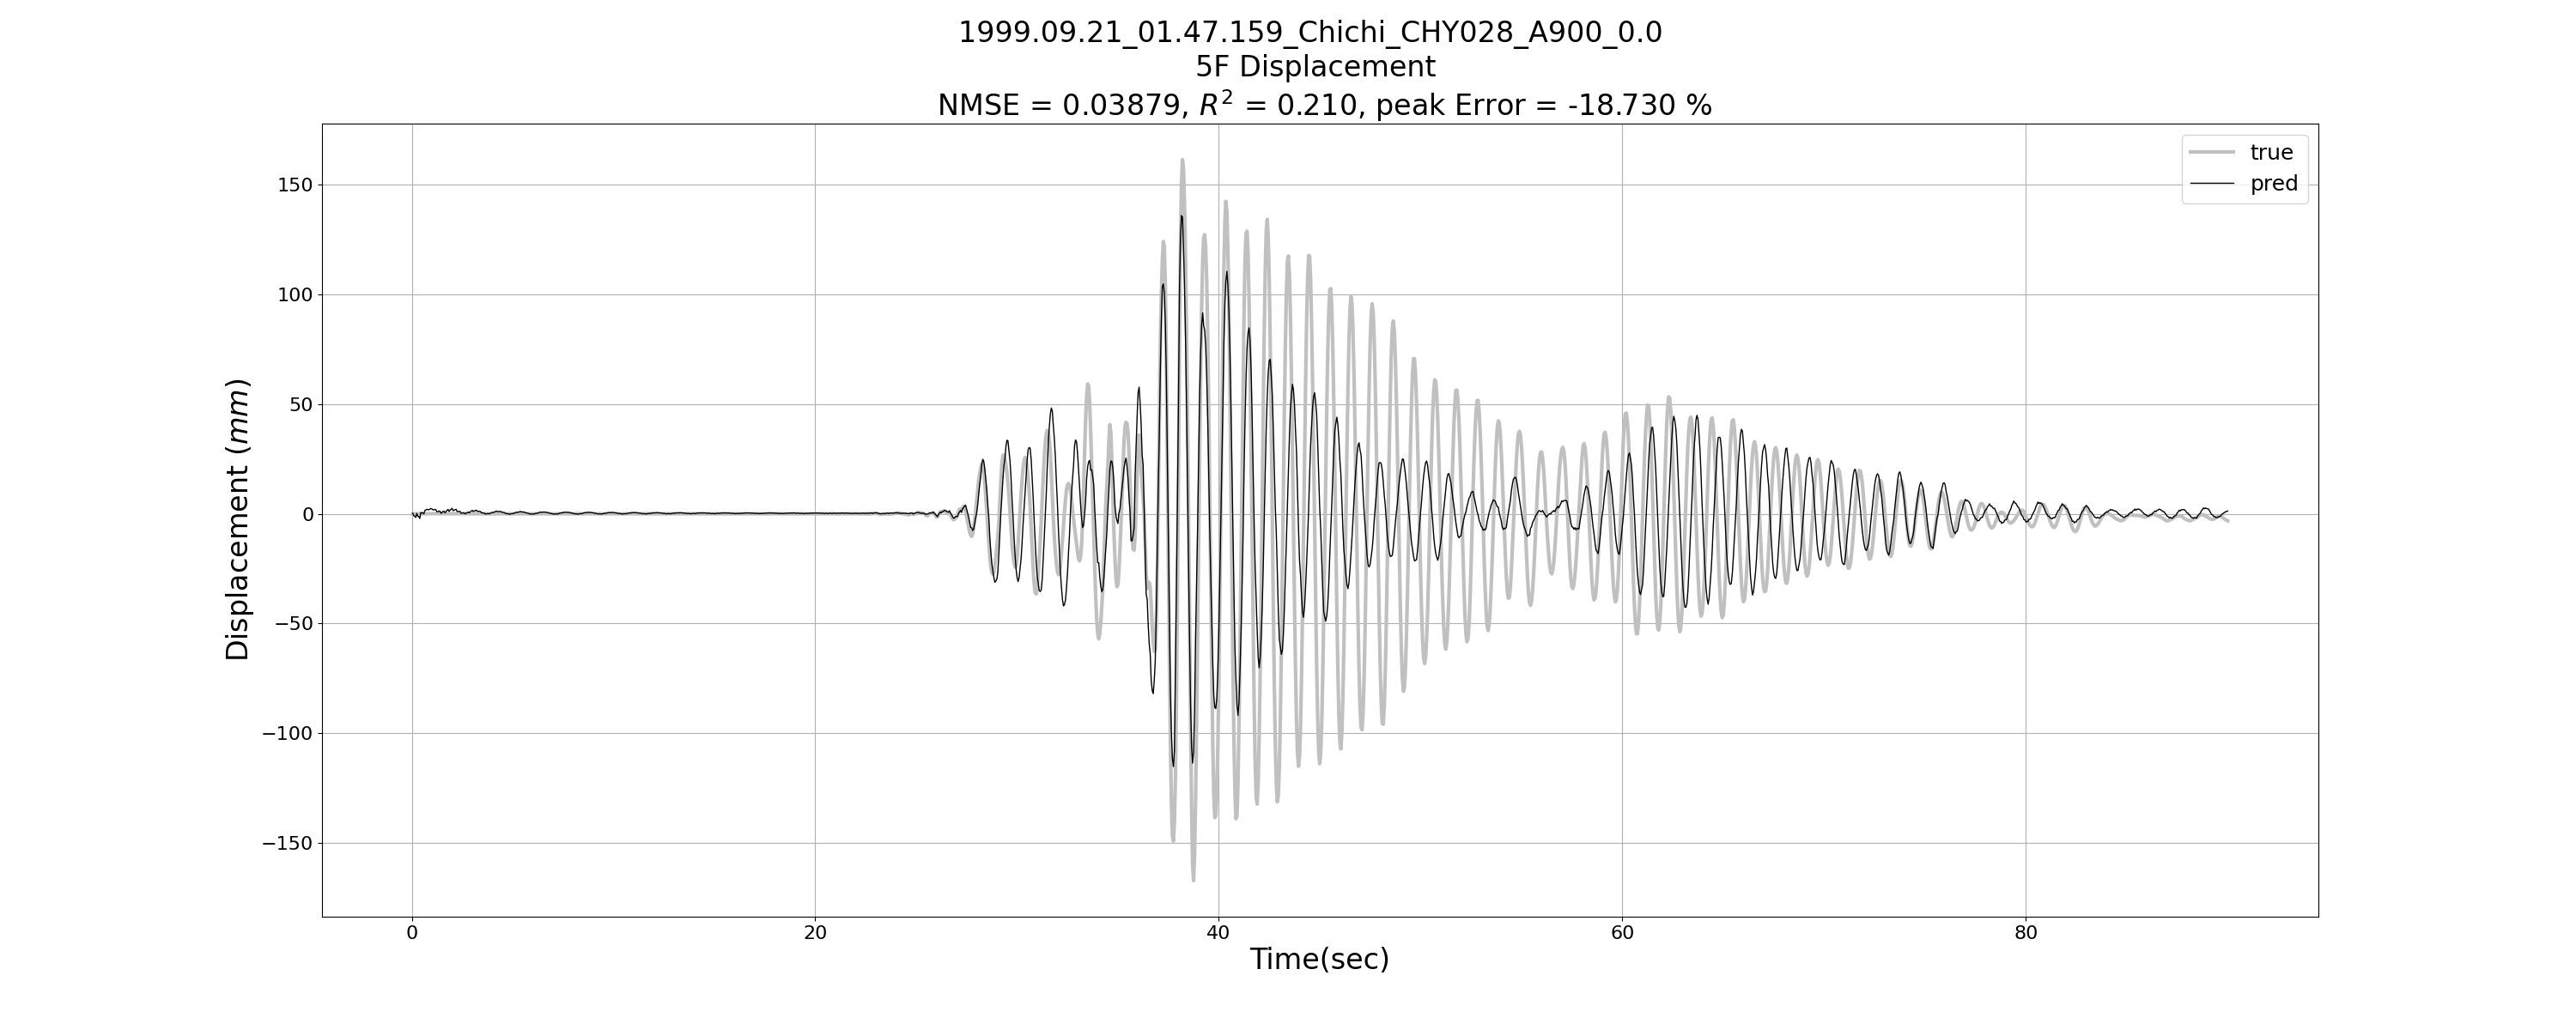 1999.09.21_01.47.159_Chichi_CHY028_A900_0.0
5F Displacement
NMSE = 0.03879, R² = 0.210, peak Error = -18.730 %
true
pred
150
100
50
0
−50
−100
−150
Displacement (mm)
0 20 40 60 80
Time(sec)